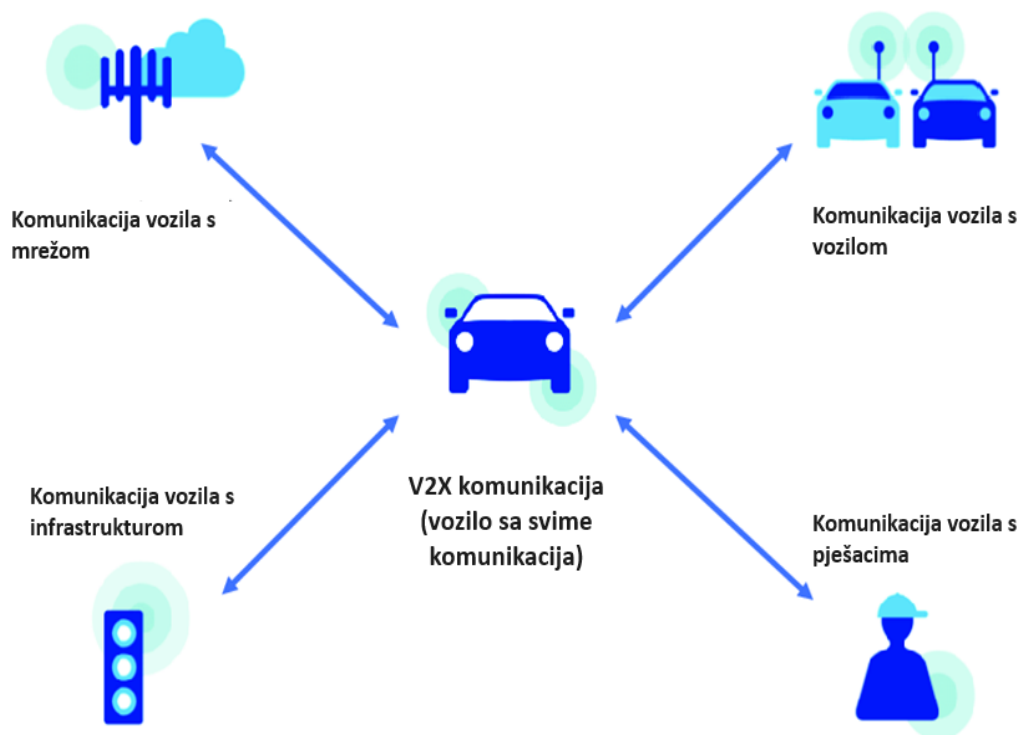 Komunikacija vozila s
mrežom
Komunikacija vozila s
vozilom
Komunikacija vozila s
infrastrukturom
V2X komunikacija
(vozilo sa svime
komunikacija)
Komunikacija vozila s
pješacima